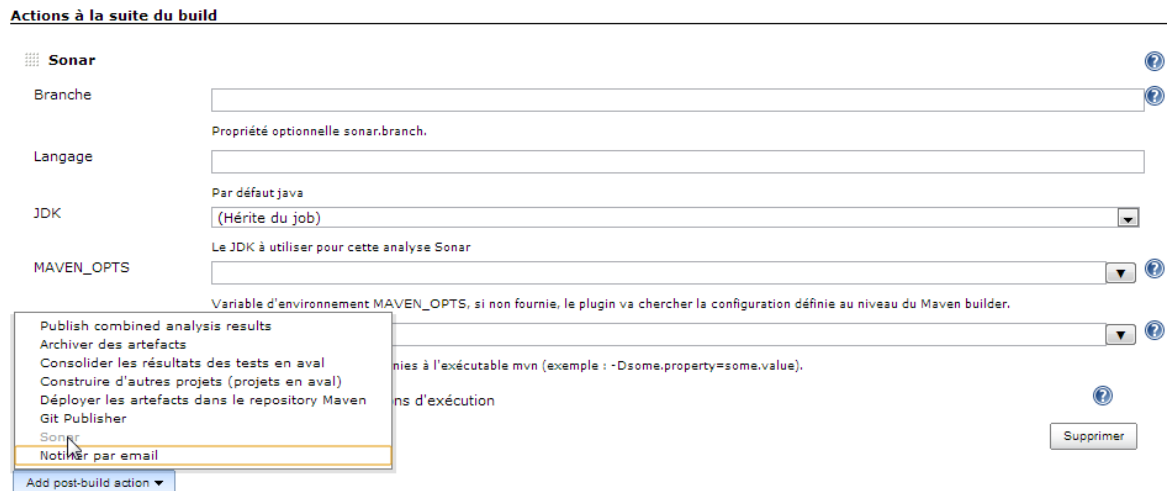 Actions à la suite du build
Sonar
Branche
Propriété optionnelle sonar.branch.
Langage
Par défaut java
JDK
(Hérite du job)
Le JDK à utiliser pour cette analyse Sonar
MAVEN_OPTS
Variable d'environnement MAVEN_OPTS, si non fournie, le plugin va chercher la configuration définie au niveau du Maven builder.
Publish combined analysis results
Archiver des artefacts
Consolider les résultats des tests en aval
nies à l'exécutable mvn (exemple : -Dsome.property=some.value).
Construire d'autres projets (projets en aval)
Déployer les artefacts dans le repository Maven
ns d'exécution
Git Publisher
Sonar
Supprimer
Notifier par email
Add post-build action